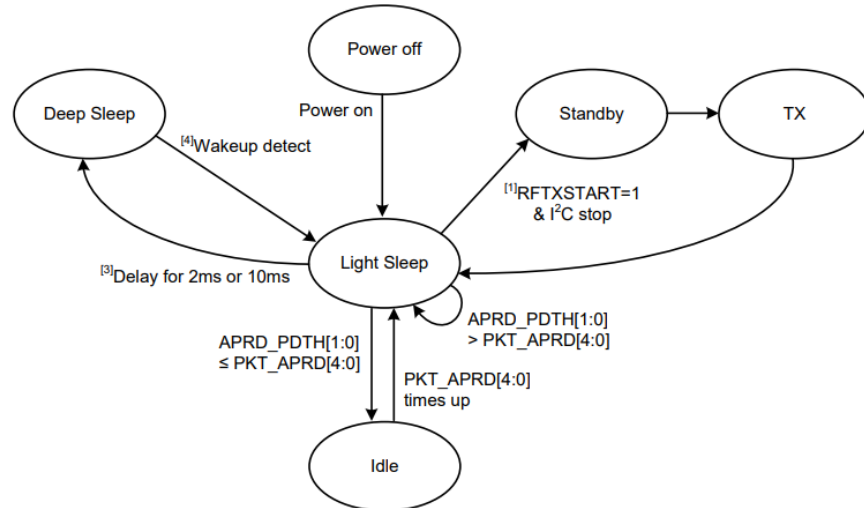 Power off
Deep Sleep
Standby
TX
Power on
[4]Wakeup detect
[1]RFTXSTART=1
& I2C stop
Light Sleep
[3]Delay for 2ms or 10ms
APRD_PDTH[1:0]
> PKT_APRD[4:0]
APRD_PDTH[1:0]
≤ PKT_APRD[4:0]
PKT_APRD[4:0]
times up
Idle